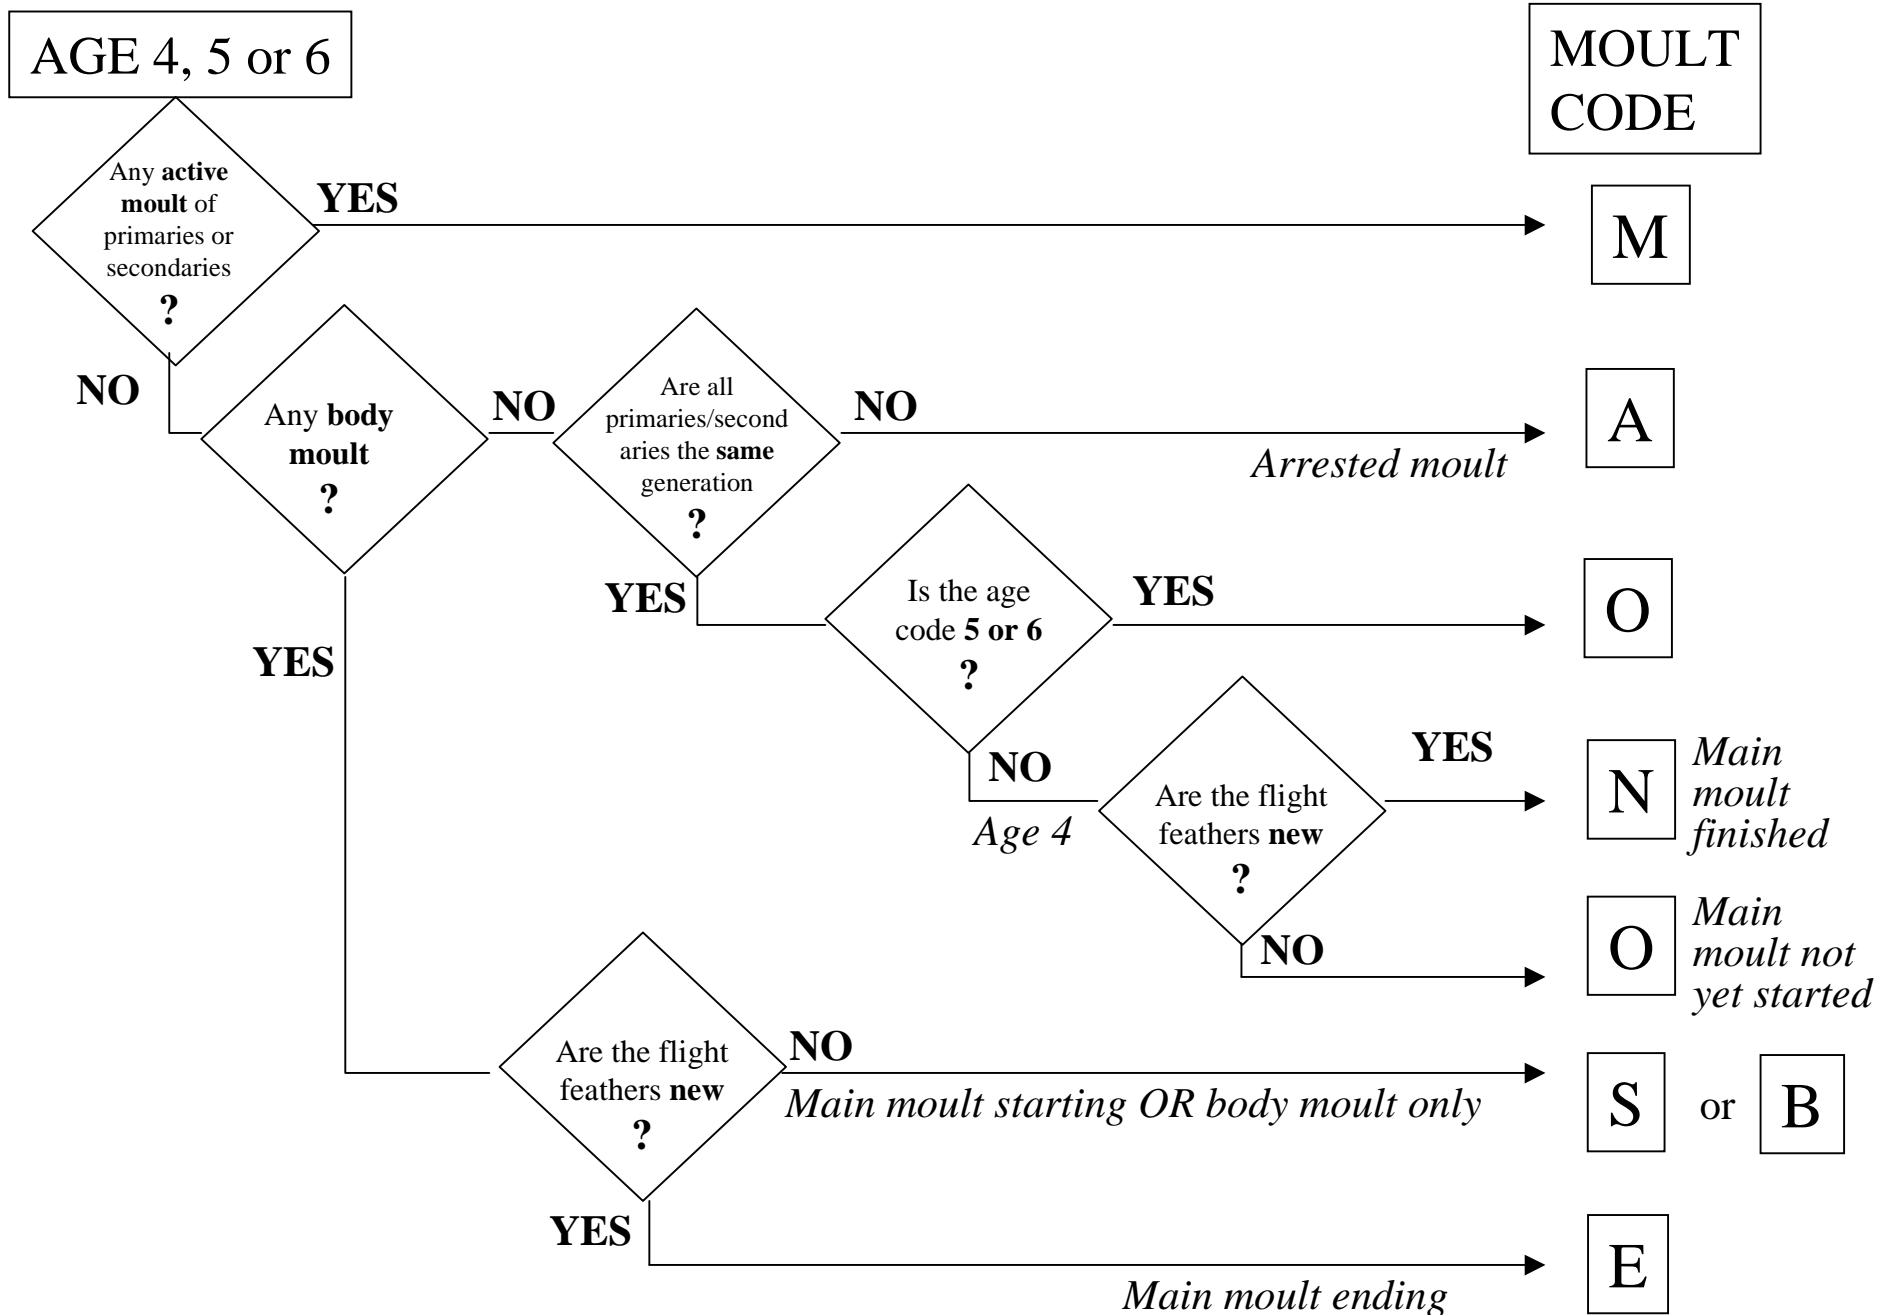 AGE 4, 5 or 6
MOULT
CODE
Any active
moult of
primaries or
secondaries
?
YES
M
NO
Any body
moult
?
NO
Are all
primaries/second
aries the same
generation
?
NO
Arrested moult
A
YES
Is the age
code 5 or 6
?
YES
O
NO
Age 4
Are the flight
feathers new
?
YES
N
Main
moult
finished
NO
O
Main
moult not
yet started
YES
Are the flight
feathers new
?
NO
Main moult starting OR body moult only
S or B
YES
Main moult ending
E